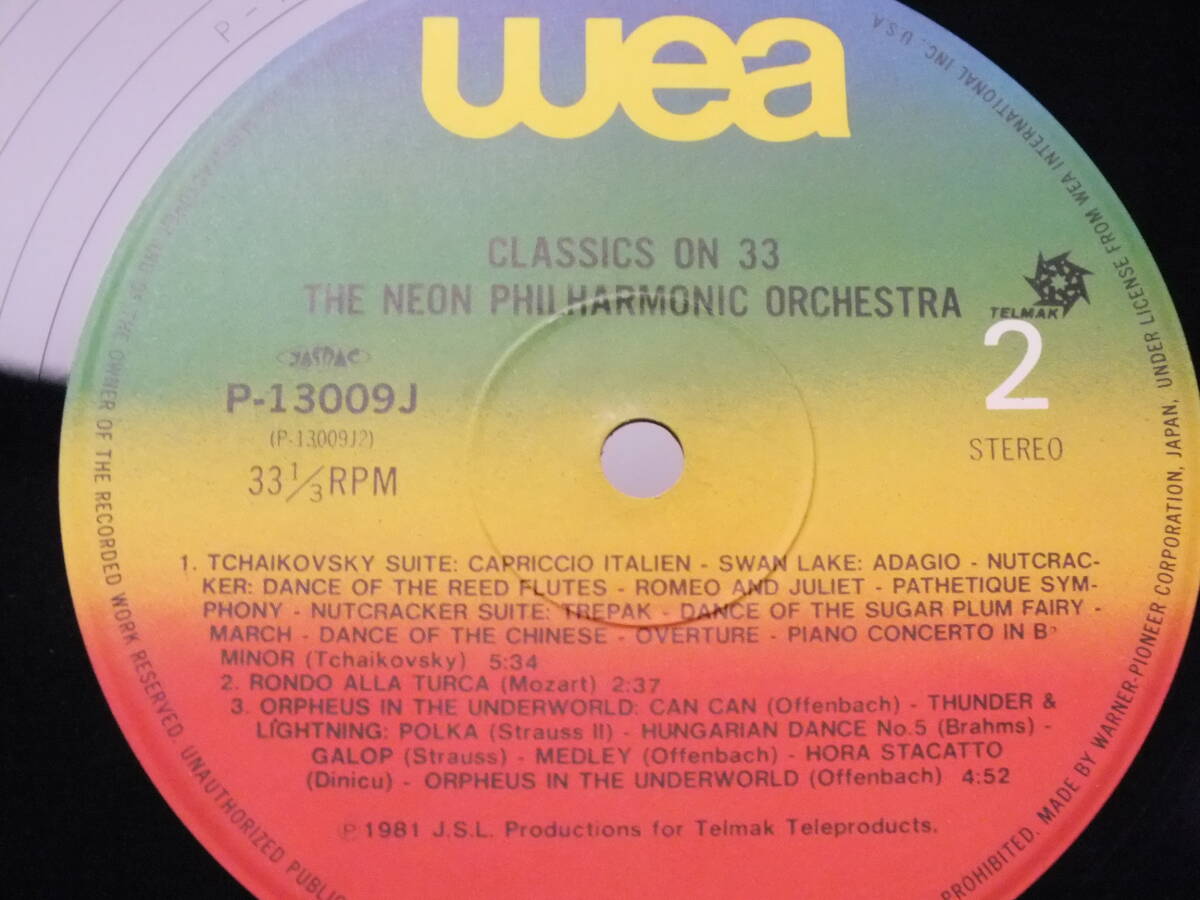 wea
CLASSICS ON 33
THE NEON PHILHARMONIC ORCHESTRA
TELMAK
JASRAC
P-13009J
(P-13009J2)
33 1/3 RPM
2
STEREO
1. TCHAIKOVSKY SUITE: CAPRICCIO ITALIEN - SWAN LAKE: ADAGIO - NUTCRAC-
KER: DANCE OF THE REED FLUTES - ROMEO AND JULIET - PATHETIQUE SYM-
PHONY - NUTCRACKER SUITE: TREPAK - DANCE OF THE SUGAR PLUM FAIRY -
MARCH - DANCE OF THE CHINESE - OVERTURE - PIANO CONCERTO IN B♭
MINOR (Tchaikovsky) 5:34
2. RONDO ALLA TURCA (Mozart) 2:37
3. ORPHEUS IN THE UNDERWORLD: CAN CAN (Offenbach) - THUNDER &
LIGHTNING: POLKA (Strauss II) - HUNGARIAN DANCE No.5 (Brahms) -
GALOP (Strauss) - MEDLEY (Offenbach) - HORA STACATTO
(Dinicu) - ORPHEUS IN THE UNDERWORLD (Offenbach) 4:52
℗ 1981 J.S.L. Productions for Telmak Teleproducts.
THE OWNER OF THE RECORDED WORK RESERVED. UNAUTHORIZED PUBLIC
PROHIBITED. MADE BY WARNER-PIONEER CORPORATION, JAPAN, UNDER LICENSE FROM WEA INTERNATIONAL INC., U.S.A.